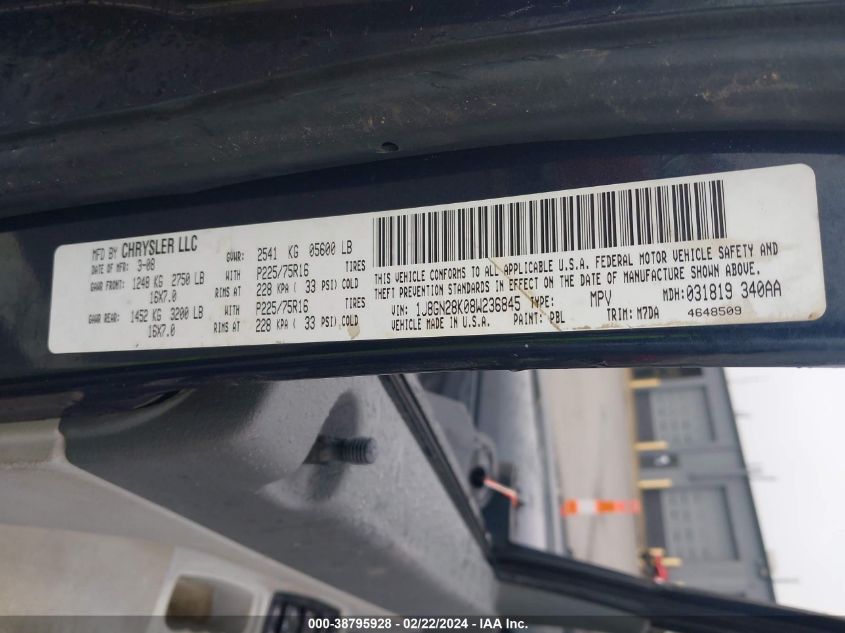 MFD BY CHRYSLER LLC
DATE OF MFR: 3-08 GVWR: 2541 KG 05600 LB
GAWR FRONT: 1248 KG 2750 LB WITH P225/75R16 TIRES
16X7.0 RIMS AT 228 KPA ( 33 PSI) COLD
GAWR REAR: 1452 KG 3200 LB WITH P225/75R16 TIRES
16X7.0 RIMS AT 228 KPA ( 33 PSI) COLD
THIS VEHICLE CONFORMS TO ALL APPLICABLE U.S.A. FEDERAL MOTOR VEHICLE SAFETY AND
THEFT PREVENTION STANDARDS IN EFFECT ON THE DATE OF MANUFACTURE SHOWN ABOVE.
VIN: 1J8GN28K08W236845 TYPE: MPV MDH: 031819 340AA
VEHICLE MADE IN U.S.A. PAINT: PBL TRIM: M7DA 4648509
000-38795928 - 02/22/2024 - IAA Inc.